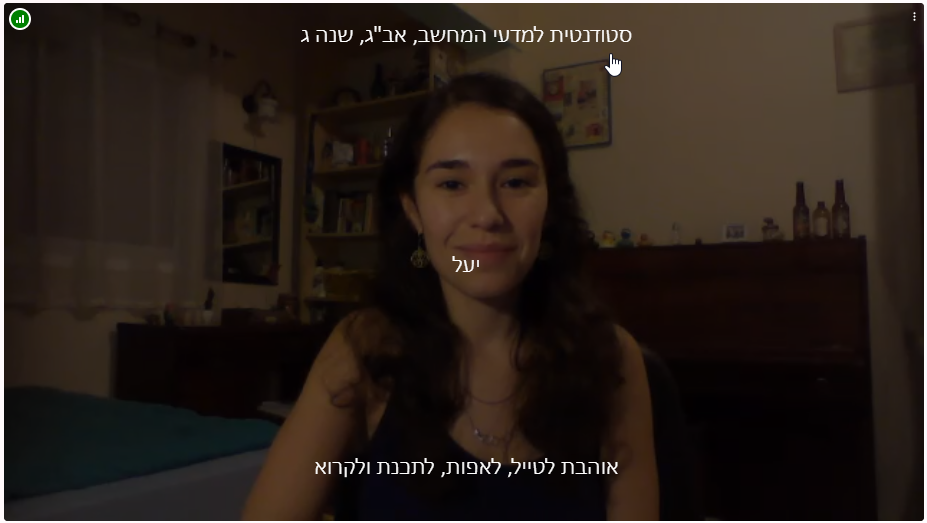 סטודנטית למדעי המחשב, אב"ג, שנה ג
יעל
אוהבת לטייל, לאפות, לתכנת ולקרוא